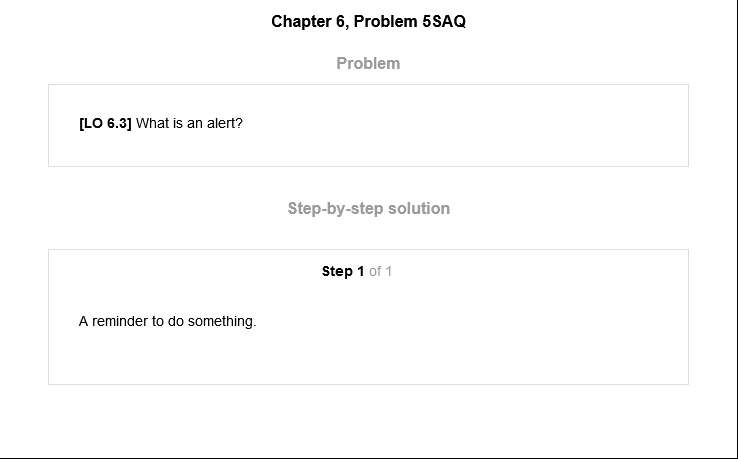 Chapter 6, Problem 5SAQ
Problem
[LO 6.3] What is an alert?
Step-by-step solution
Step 1 of 1
A reminder to do something.